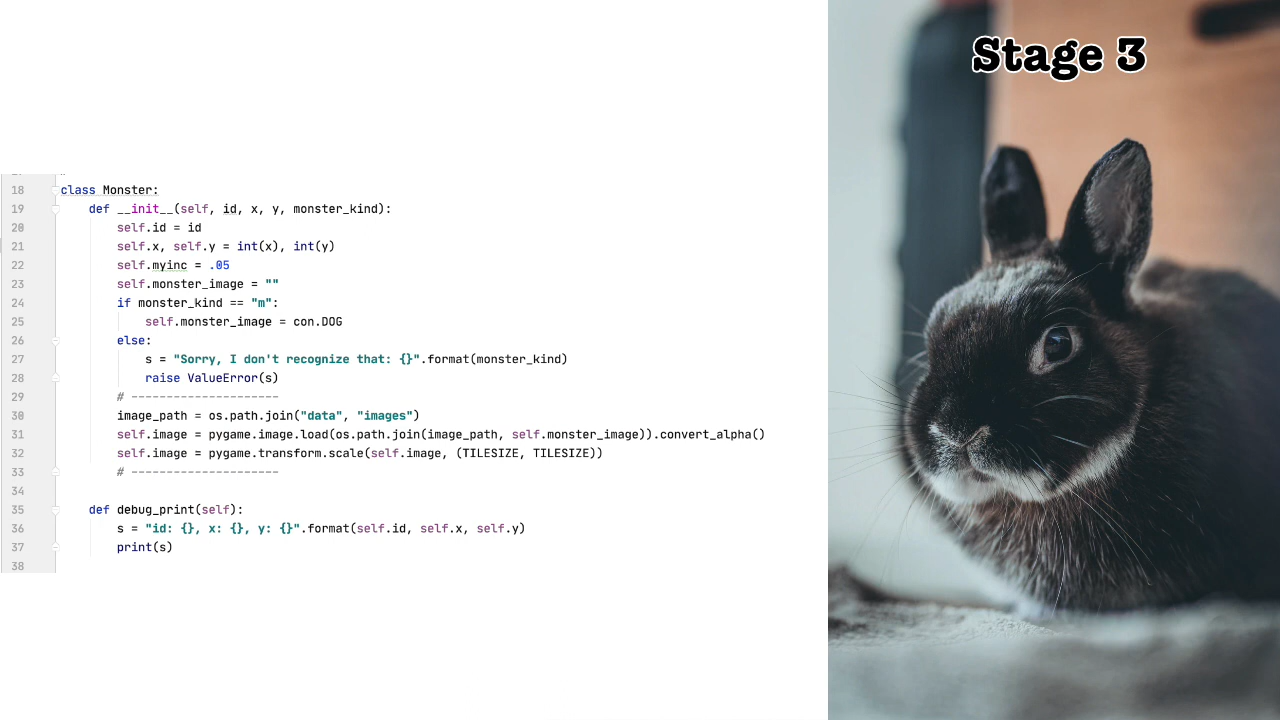 18 class Monster:
19 def __init__(self, id, x, y, monster_kind):
20 self.id = id
21 self.x, self.y = int(x), int(y)
22 self.myinc = .05
23 self.monster_image = ""
24 if monster_kind == "m":
25 self.monster_image = con.DOG
26 else:
27 s = "Sorry, I don't recognize that: {}".format(monster_kind)
28 raise ValueError(s)
29 # ---------------------
30 image_path = os.path.join("data", "images")
31 self.image = pygame.image.load(os.path.join(image_path, self.monster_image)).convert_alpha()
32 self.image = pygame.transform.scale(self.image, (TILESIZE, TILESIZE))
33 # ---------------------
34
35 def debug_print(self):
36 s = "id: {}, x: {}, y: {}".format(self.id, self.x, self.y)
37 print(s)
38
Stage 3